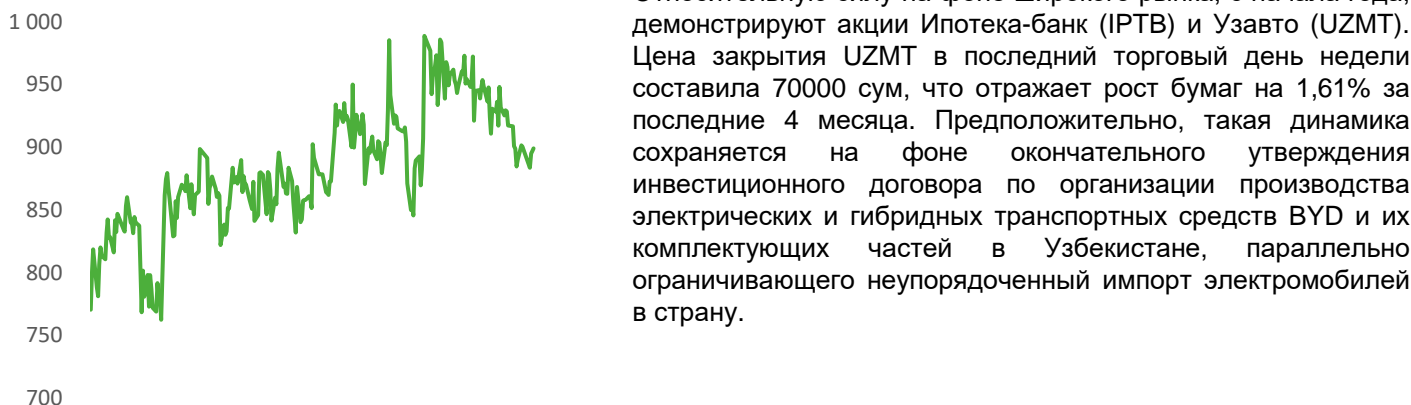 1 000
950
900
850
800
750
700
демонстрируют акции Ипотека-банк (IPTB) и Узавто (UZMT).
Цена закрытия UZMT в последний торговый день недели
составила 70000 сум, что отражает рост бумаг на 1,61% за
последние 4 месяца. Предположительно, такая динамика
сохраняется на фоне окончательного утверждения
инвестиционного договора по организации производства
электрических и гибридных транспортных средств BYD и их
комплектующих частей в Узбекистане, параллельно
ограничивающего неупорядоченный импорт электромобилей
в страну.